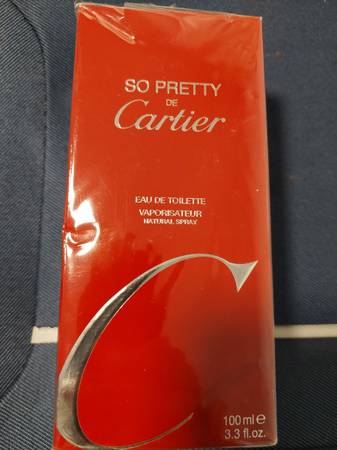 SO PRETTY
DE
Cartier
EAU DE TOILETTE
VAPORISATEUR
NATURAL SPRAY
100 ml ℮
3.3 fl.oz.